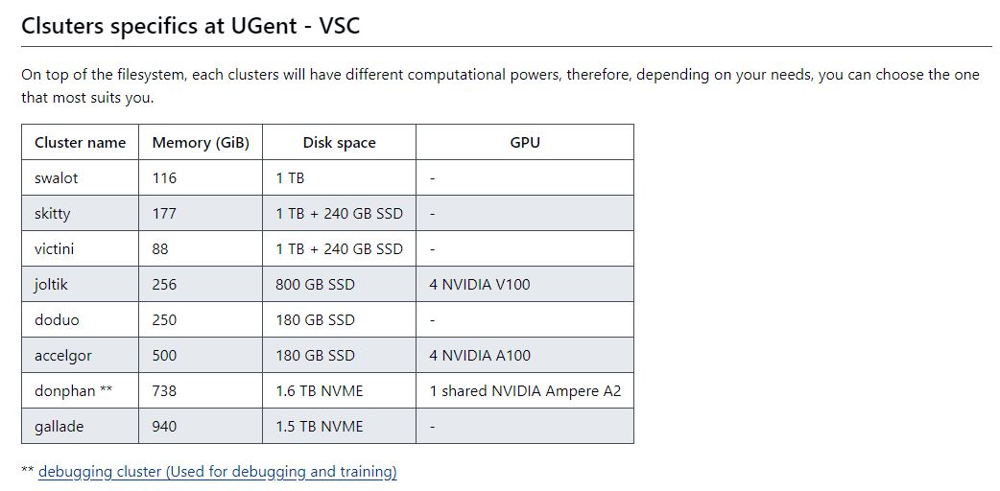 Clsuters specifics at UGent - VSC
On top of the filesystem, each clusters will have different computational powers, therefore, depending on your needs, you can choose the one
that most suits you.
Cluster name Memory (GiB) Disk space GPU
swalot 116 1 TB -
skitty 177 1 TB + 240 GB SSD -
victini 88 1 TB + 240 GB SSD -
joltik 256 800 GB SSD 4 NVIDIA V100
doduo 250 180 GB SSD -
accelgor 500 180 GB SSD 4 NVIDIA A100
donphan ** 738 1.6 TB NVME 1 shared NVIDIA Ampere A2
gallade 940 1.5 TB NVME -
** debugging cluster (Used for debugging and training)